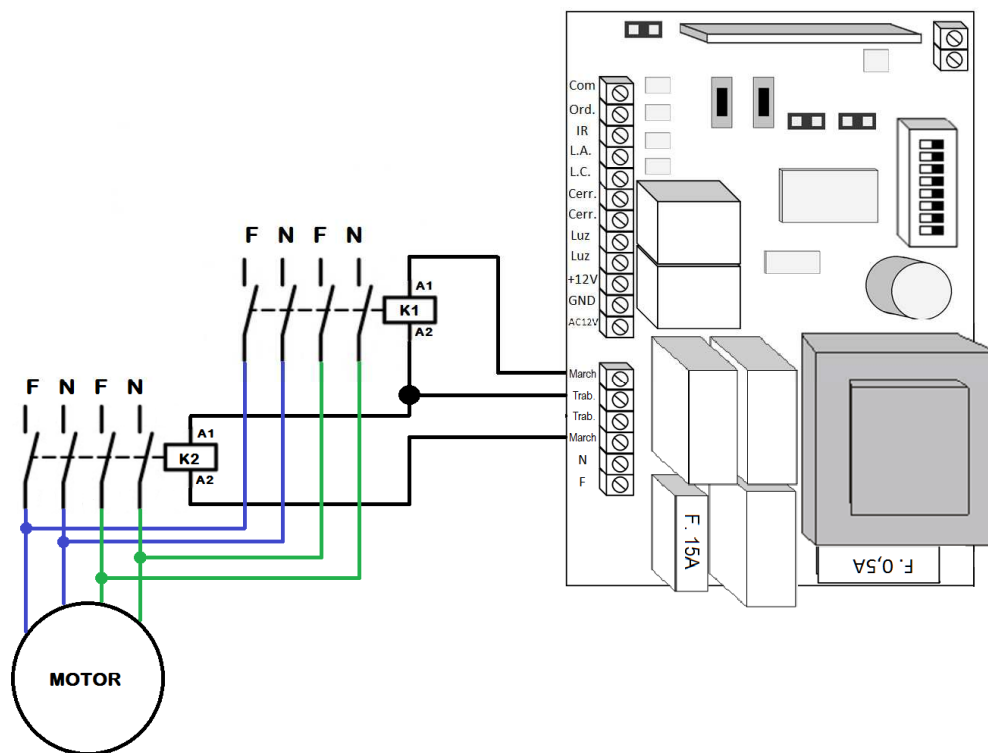 Com
Ord.
IR
L.A.
L.C.
Cerr.
Cerr.
Luz
Luz
+12V
GND
AC12V
F N F N
A1
K1
A2
March
Trab.
Trab.
March
N
F
F N F N
A1
K2
A2
F. 15A
F. 0,5A
MOTOR